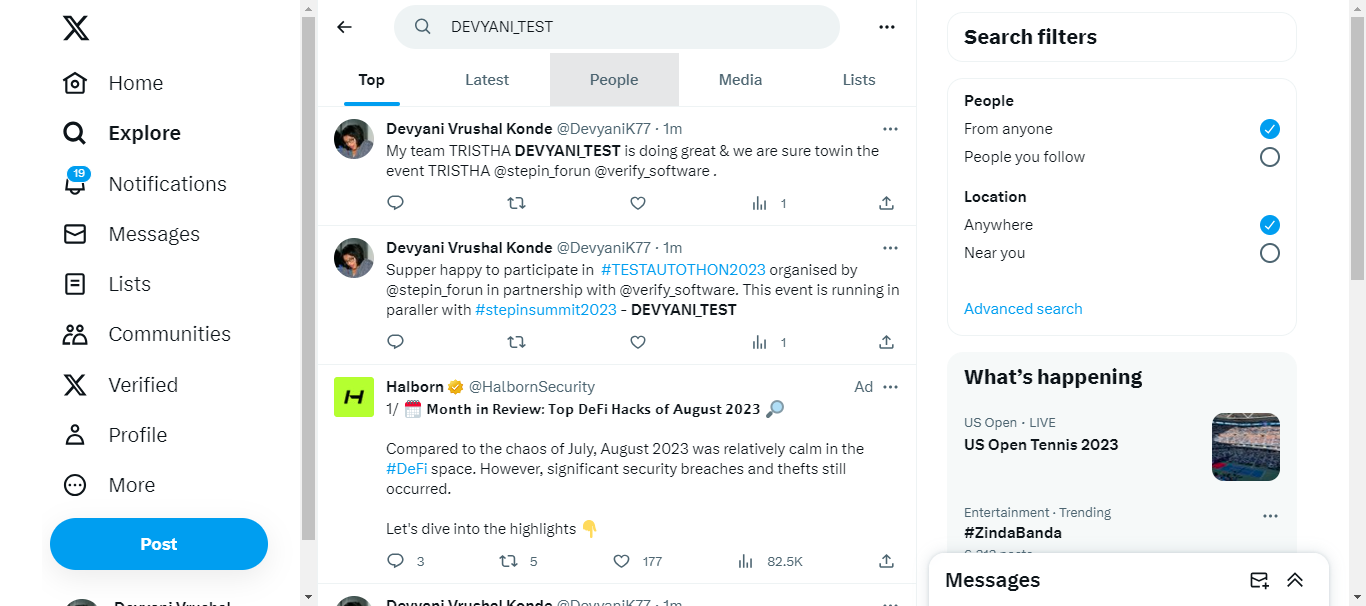 DEVYANI_TEST
Home
Explore
19
Notifications
Messages
Lists
Communities
Verified
Profile
More
Post
Devyani Vrushal
Top
Latest
People
Media
Lists
Devyani Vrushal Konde @DevyaniK77 · 1m
My team TRISTHA DEVYANI_TEST is doing great & we are sure towin the
event TRISTHA @stepin_forun @verify_software .
1
Devyani Vrushal Konde @DevyaniK77 · 1m
Supper happy to participate in #TESTAUTOTHON2023 organised by
@stepin_forun in partnership with @verify_software. This event is running in
paraller with #stepinsummit2023 - DEVYANI_TEST
1
Halborn @HalbornSecurity
Ad
1/ 🗓️ Month in Review: Top DeFi Hacks of August 2023 🔎
Compared to the chaos of July, August 2023 was relatively calm in the
#DeFi space. However, significant security breaches and thefts still
occurred.
Let's dive into the highlights 👇
3
5
177
82.5K
Devyani Vrushal Konde @DevyaniK77 · 1m
Search filters
People
From anyone
People you follow
Location
Anywhere
Near you
Advanced search
What's happening
US Open · LIVE
US Open Tennis 2023
Entertainment · Trending
#ZindaBanda
Messages